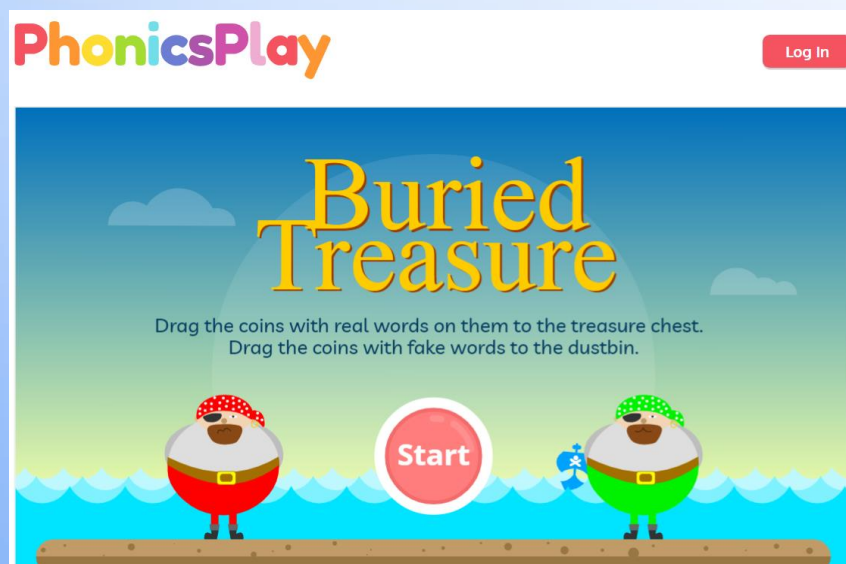 PhonicsPlay
Log In
Buried
Treasure
Drag the coins with real words on them to the treasure chest.
Drag the coins with fake words to the dustbin.
Start